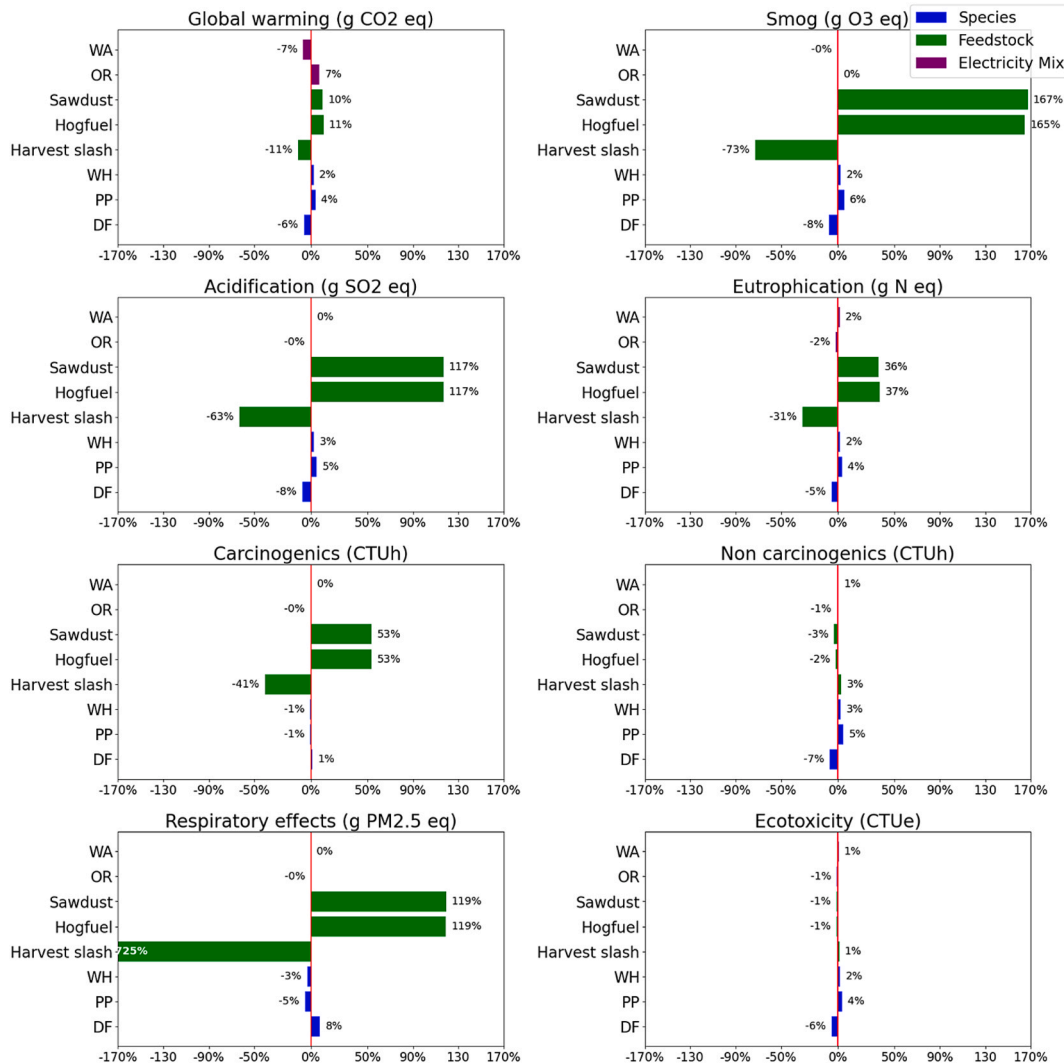 Global warming (g CO2 eq)
WA -7%
OR 7%
Sawdust 10%
Hogfuel 11%
Harvest slash -11%
WH 2%
PP 4%
DF -6%
-170% -130% -90% -50% 0% 50% 90% 130% 170%
Smog (g O3 eq)
Species
Feedstock
Electricity Mix
WA -0%
OR 0%
Sawdust 167%
Hogfuel 165%
Harvest slash -73%
WH 2%
PP 6%
DF -8%
-170% -130% -90% -50% 0% 50% 90% 130% 170%
Acidification (g SO2 eq)
WA 0%
OR -0%
Sawdust 117%
Hogfuel 117%
Harvest slash -63%
WH 3%
PP 5%
DF -8%
-170% -130% -90% -50% 0% 50% 90% 130% 170%
Eutrophication (g N eq)
WA 2%
OR -2%
Sawdust 36%
Hogfuel 37%
Harvest slash -31%
WH 2%
PP 4%
DF -5%
-170% -130% -90% -50% 0% 50% 90% 130% 170%
Carcinogenics (CTUh)
WA 0%
OR -0%
Sawdust 53%
Hogfuel 53%
Harvest slash -41%
WH -1%
PP -1%
DF 1%
-170% -130% -90% -50% 0% 50% 90% 130% 170%
Non carcinogenics (CTUh)
WA 1%
OR -1%
Sawdust -3%
Hogfuel -2%
Harvest slash 3%
WH 3%
PP 5%
DF -7%
-170% -130% -90% -50% 0% 50% 90% 130% 170%
Respiratory effects (g PM2.5 eq)
WA 0%
OR -0%
Sawdust 119%
Hogfuel 119%
Harvest slash 725%
WH -3%
PP -5%
DF 8%
-170% -130% -90% -50% 0% 50% 90% 130% 170%
Ecotoxicity (CTUe)
WA 1%
OR -1%
Sawdust -1%
Hogfuel -1%
Harvest slash 1%
WH 2%
PP 4%
DF -6%
-170% -130% -90% -50% 0% 50% 90% 130% 170%